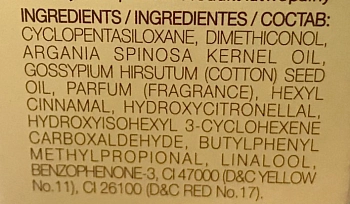 INGREDIENTS / INGREDIENTES / СОСТАВ:
CYCLOPENTASILOXANE, DIMETHICONOL,
ARGANIA SPINOSA KERNEL OIL,
GOSSYPIUM HIRSUTUM (COTTON) SEED
OIL, PARFUM (FRAGRANCE), HEXYL
CINNAMAL, HYDROXYCITRONELLAL,
HYDROXYISOHEXYL 3-CYCLOHEXENE
CARBOXALDEHYDE, BUTYLPHENYL
METHYLPROPIONAL, LINALOOL,
BENZOPHENONE-3, CI 47000 (D&C YELLOW
No.11), CI 26100 (D&C RED No.17).